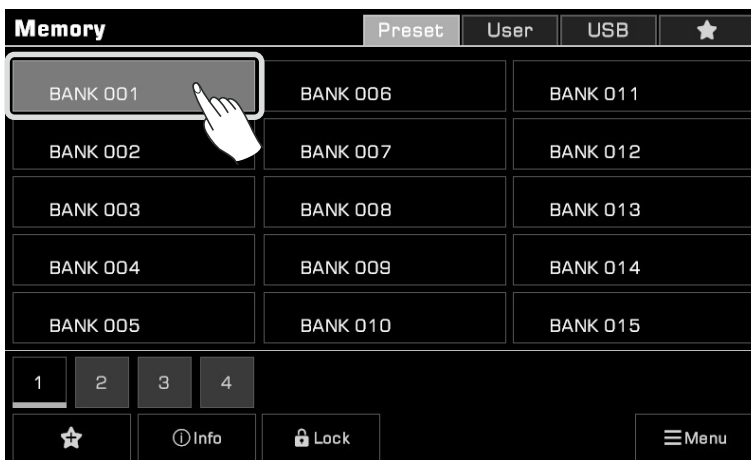 Memory Preset User USB
BANK 001 BANK 006 BANK 011
BANK 002 BANK 007 BANK 012
BANK 003 BANK 008 BANK 013
BANK 004 BANK 009 BANK 014
BANK 005 BANK 010 BANK 015
1 2 3 4
Info Lock Menu